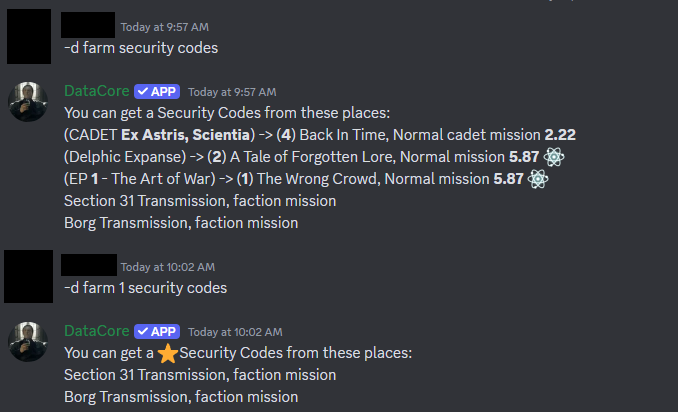 Today at 9:57 AM
-d farm security codes
DataCore ✓ APP Today at 9:57 AM
You can get a Security Codes from these places:
(CADET Ex Astris, Scientia) -> (4) Back In Time, Normal cadet mission 2.22
(Delphic Expanse) -> (2) A Tale of Forgotten Lore, Normal mission 5.87
(EP 1 - The Art of War) -> (1) The Wrong Crowd, Normal mission 5.87
Section 31 Transmission, faction mission
Borg Transmission, faction mission
Today at 10:02 AM
-d farm 1 security codes
DataCore ✓ APP Today at 10:02 AM
You can get a ⭐Security Codes from these places:
Section 31 Transmission, faction mission
Borg Transmission, faction mission